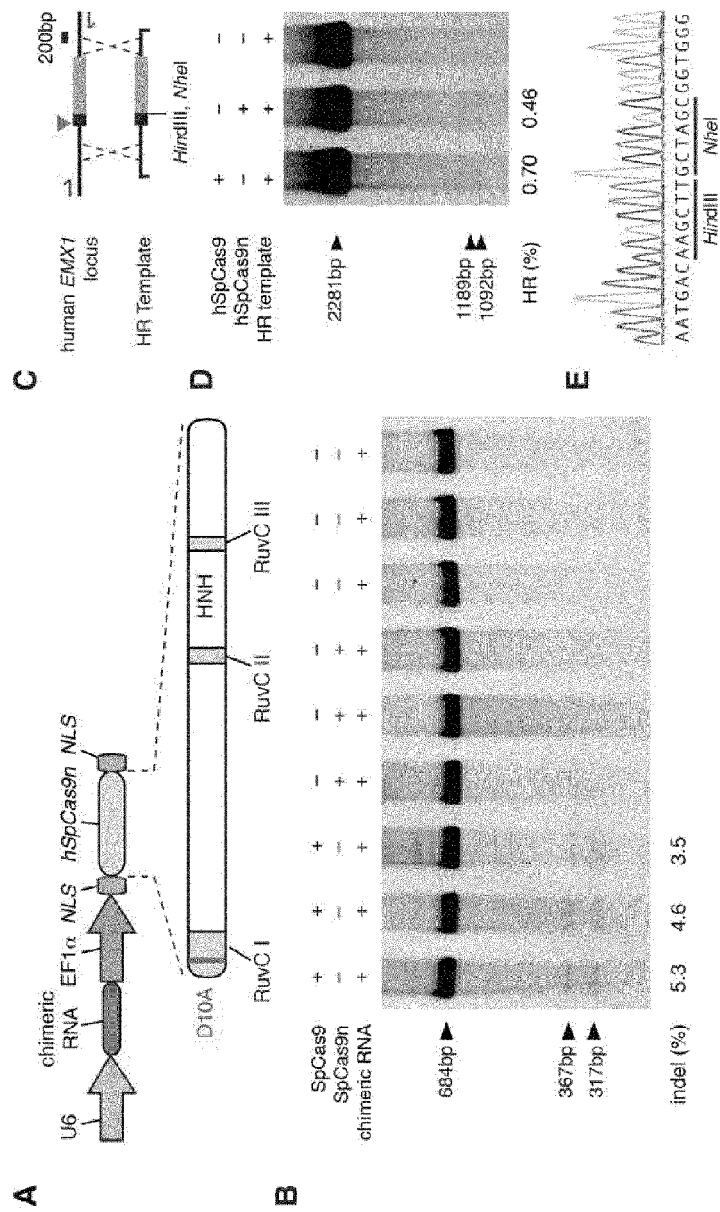 A
U6
chimeric
RNA
EF1α
NLS
hSpCas9n
NLS
D10A
RuvC I
RuvC II
HNH
RuvC III
B
SpCas9 + + + – – – – – –
SpCas9n – – – + + + – – –
chimeric RNA + + + + + + + + +
684bp
367bp
317bp
indel (%) 5.3 4.6 3.5
C
human EMX1
locus
200bp
HR Template
HindIII, NheI
D
hSpCas9 + – –
hSpCas9n – + –
HR template + + +
2281bp
1189bp
1092bp
HR (%) 0.70 0.46
E
AATGACAAGCTTGCTAGCGGTGGG
HindIII NheI